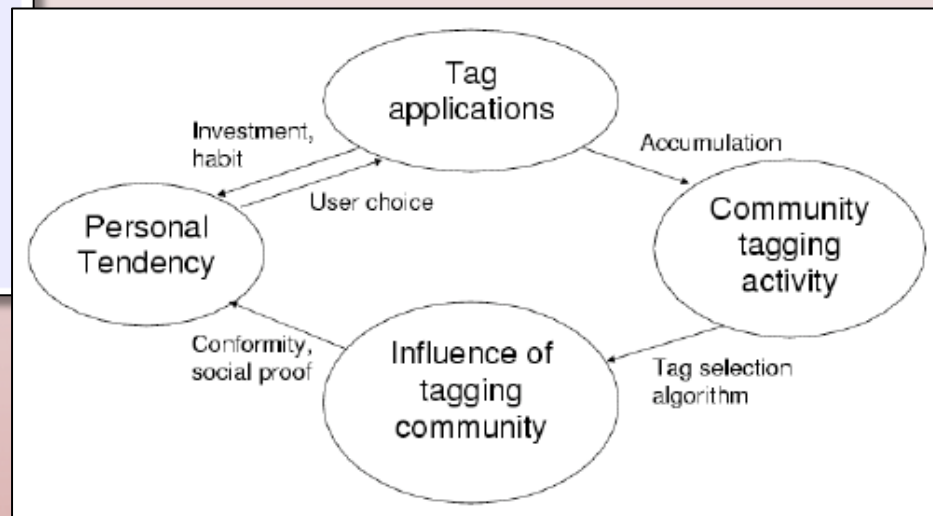 Tag
applications
Investment,
habit
Accumulation
User choice
Personal
Tendency
Community
tagging
activity
Conformity,
social proof
Influence of
tagging
community
Tag selection
algorithm